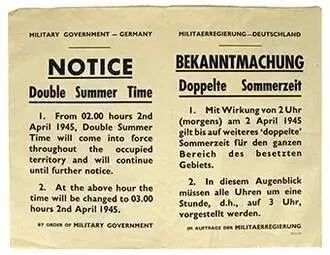 MILITARY GOVERNMENT – GERMANY
NOTICE
Double Summer Time
1. From 02.00 hours 2nd
April 1945, Double Summer
Time will come into force
throughout the occupied
territory and will continue
until further notice.
2. At the above hour the
time will be changed to 03.00
hours 2nd April 1945.
BY ORDER OF MILITARY GOVERNMENT
MILITAERREGIERUNG–DEUTSCHLAND
BEKANNTMACHUNG
Doppelte Sommerzeit
1. Mit Wirkung von 2 Uhr
(morgens) am 2 April 1945
gilt bis auf weiteres 'doppelte'
Sommerzeit für den ganzen
Bereich des besetzten
Gebiets.
2. In diesem Augenblick
müssen alle Uhren um eine
Stunde, d.h., auf 3 Uhr,
vorgestellt werden.
IM AUFTRAGE DER MILITAERREGIERUNG